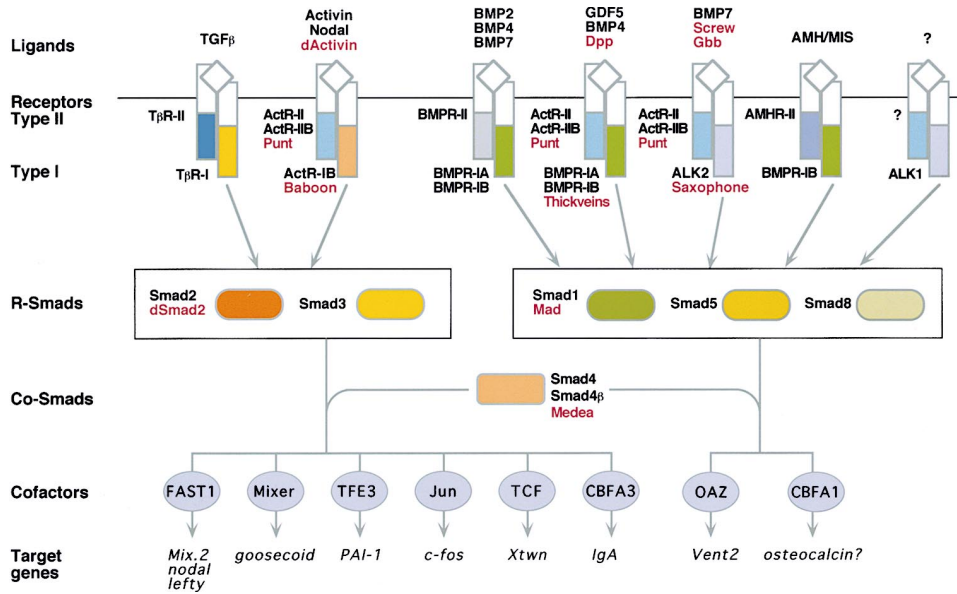 Ligands
TGFβ
Activin
Nodal
dActivin
BMP2
BMP4
BMP7
GDF5
BMP4
Dpp
BMP7
Screw
Gbb
AMH/MIS
?
Receptors
Type II
TβR-II
ActR-II
ActR-IIB
Punt
BMPR-II
ActR-II
ActR-IIB
Punt
ActR-II
ActR-IIB
Punt
AMHR-II
?
Type I
TβR-I
ActR-IB
Baboon
BMPR-IA
BMPR-IB
BMPR-IA
BMPR-IB
Thickveins
ALK2
Saxophone
BMPR-IB
ALK1
R-Smads
Smad2
dSmad2
Smad3
Smad1
Mad
Smad5
Smad8
Co-Smads
Smad4
Smad4β
Medea
Cofactors
FAST1
Mixer
TFE3
Jun
TCF
CBFA3
OAZ
CBFA1
Target
genes
Mix.2
nodal
lefty
goosecoid
PAI-1
c-fos
Xtwn
IgA
Vent2
osteocalcin?